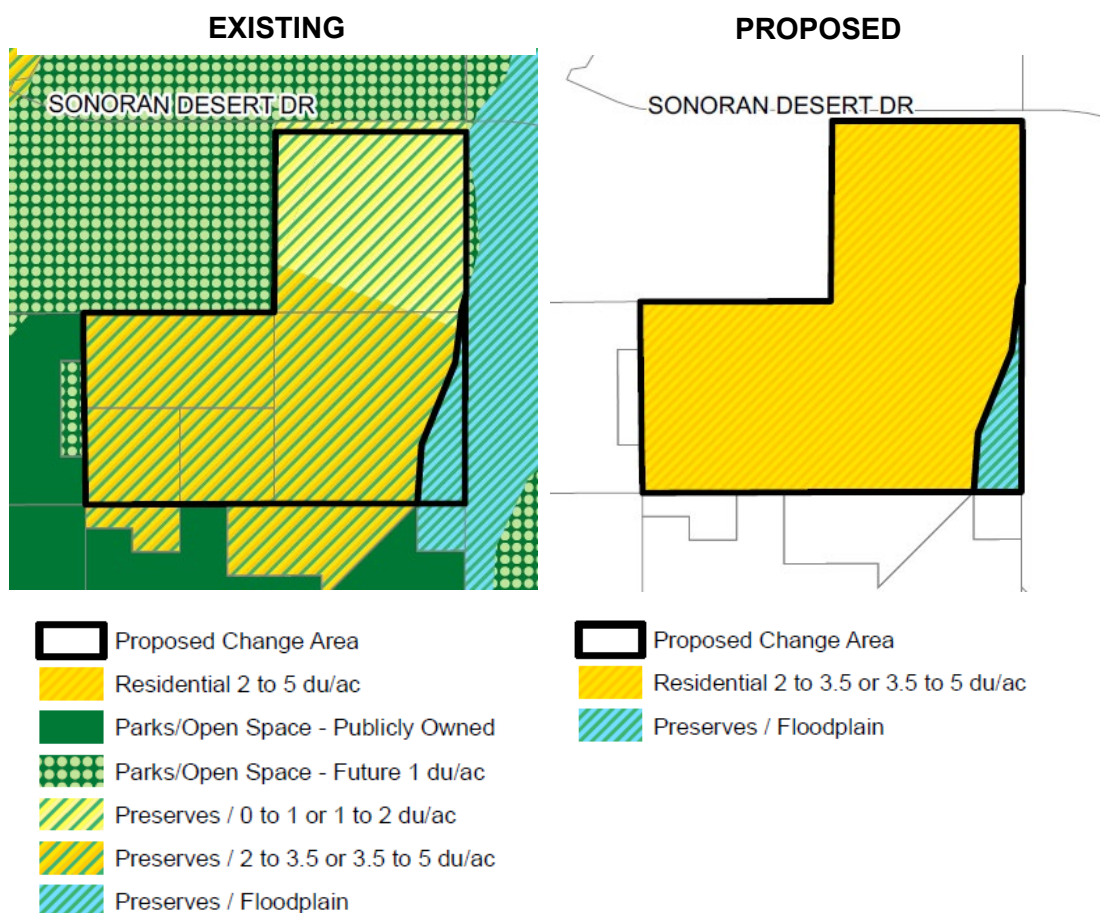 EXISTING
PROPOSED
SONORAN DESERT DR
SONORAN DESERT DR
Proposed Change Area
Residential 2 to 5 du/ac
Parks/Open Space - Publicly Owned
Parks/Open Space - Future 1 du/ac
Preserves / 0 to 1 or 1 to 2 du/ac
Preserves / 2 to 3.5 or 3.5 to 5 du/ac
Preserves / Floodplain
Proposed Change Area
Residential 2 to 3.5 or 3.5 to 5 du/ac
Preserves / Floodplain